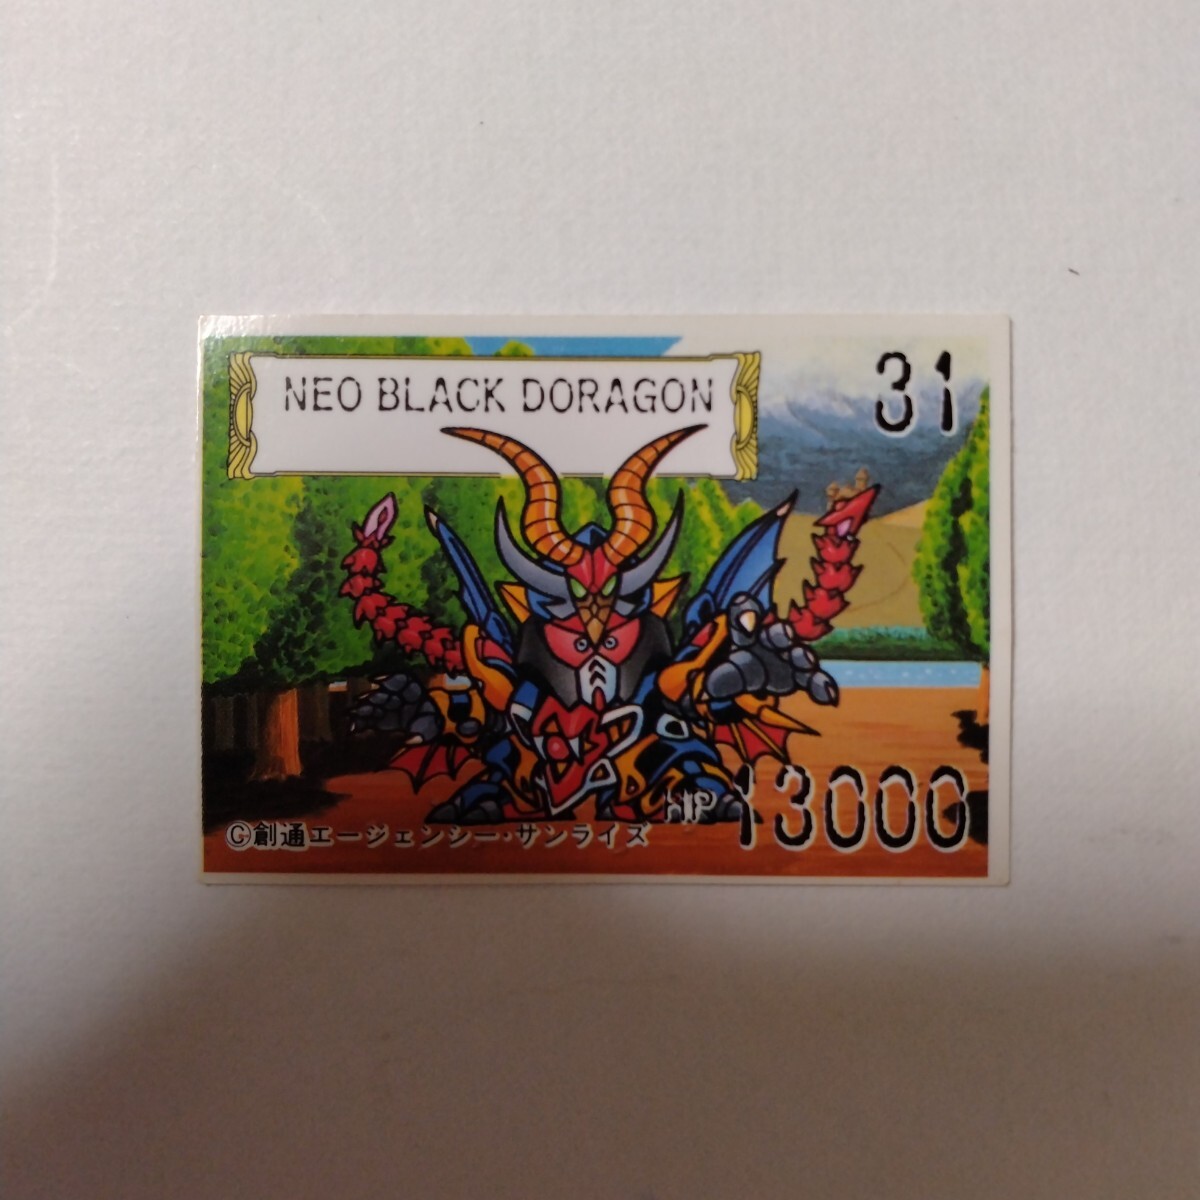 NEO BLACK DORAGON
31
HP 13000
Ⓒ創通エージェンシー・サンライズ